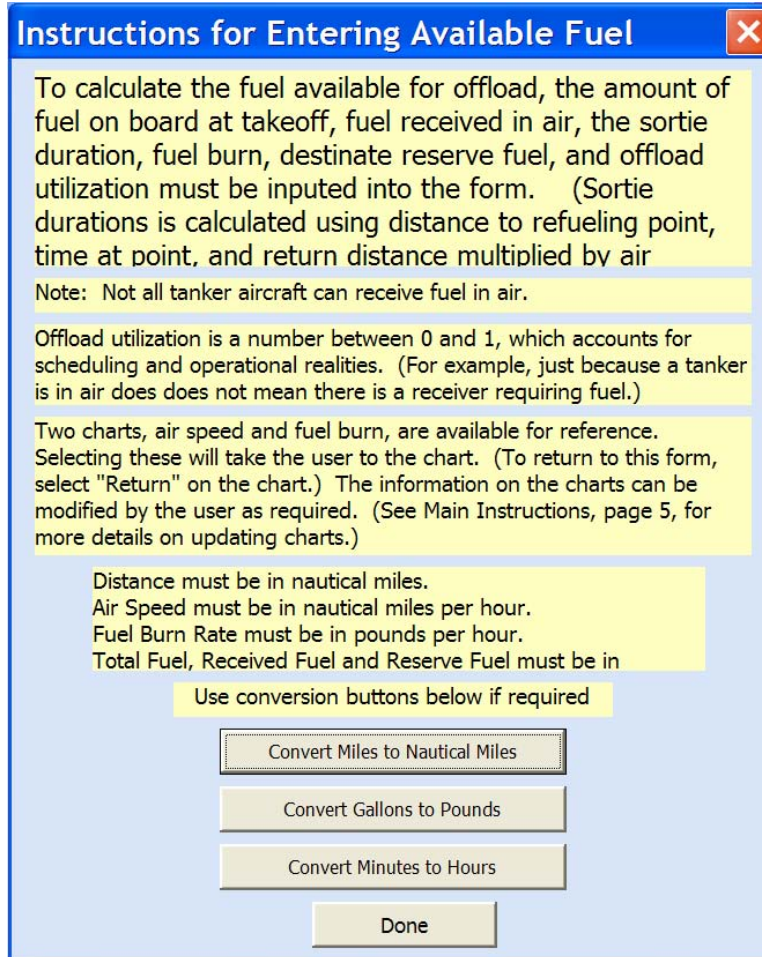 Instructions for Entering Available Fuel
To calculate the fuel available for offload, the amount of
fuel on board at takeoff, fuel received in air, the sortie
duration, fuel burn, destinate reserve fuel, and offload
utilization must be inputed into the form. (Sortie
durations is calculated using distance to refueling point,
time at point, and return distance multiplied by air
Note: Not all tanker aircraft can receive fuel in air.
Offload utilization is a number between 0 and 1, which accounts for
scheduling and operational realities. (For example, just because a tanker
is in air does does not mean there is a receiver requiring fuel.)
Two charts, air speed and fuel burn, are available for reference.
Selecting these will take the user to the chart. (To return to this form,
select "Return" on the chart.) The information on the charts can be
modified by the user as required. (See Main Instructions, page 5, for
more details on updating charts.)
Distance must be in nautical miles.
Air Speed must be in nautical miles per hour.
Fuel Burn Rate must be in pounds per hour.
Total Fuel, Received Fuel and Reserve Fuel must be in
Use conversion buttons below if required
Convert Miles to Nautical Miles
Convert Gallons to Pounds
Convert Minutes to Hours
Done